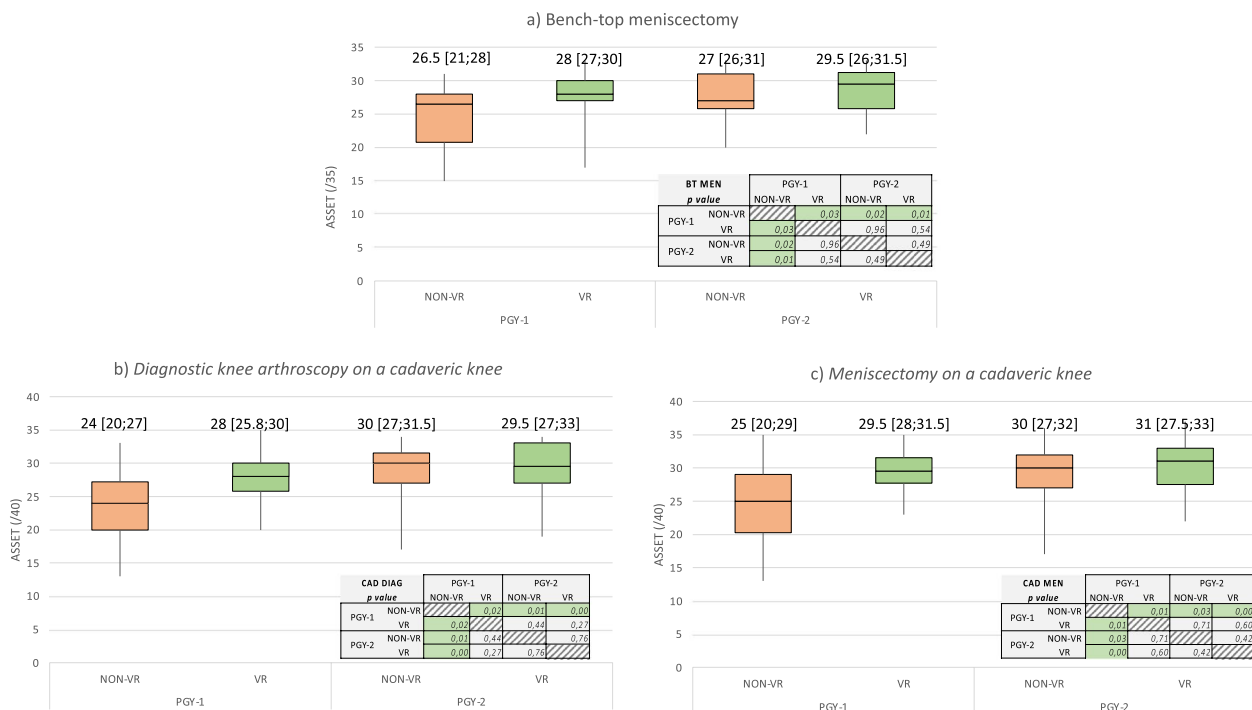 a) Bench-top meniscectomy
35
30
25
20
15
10
5
0
ASSET (/35)
26.5 [21;28]
28 [27;30]
27 [26;31]
29.5 [26;31.5]
BT MEN PGY-1 PGY-2
p value NON-VR VR NON-VR VR
PGY-1 NON-VR 0,03 0,02 0,01
VR 0,03 0,96 0,54
PGY-2 NON-VR 0,02 0,96 0,49
VR 0,01 0,54 0,49
NON-VR VR NON-VR VR
PGY-1 PGY-2
b) Diagnostic knee arthroscopy on a cadaveric knee
40
35
30
25
20
15
10
5
0
ASSET (/40)
24 [20;27]
28 [25.8;30]
30 [27;31.5]
29.5 [27;33]
CAD DIAG PGY-1 PGY-2
p value NON-VR VR NON-VR VR
PGY-1 NON-VR 0,02 0,01 0,00
VR 0,02 0,44 0,27
PGY-2 NON-VR 0,01 0,44 0,76
VR 0,00 0,27 0,76
NON-VR VR NON-VR VR
PGY-1 PGY-2
c) Meniscectomy on a cadaveric knee
40
35
30
25
20
15
10
5
0
ASSET (/40)
25 [20;29]
29.5 [28;31.5]
30 [27;32]
31 [27.5;33]
CAD MEN PGY-1 PGY-2
p value NON-VR VR NON-VR VR
PGY-1 NON-VR 0,01 0,03 0,00
VR 0,01 0,71 0,60
PGY-2 NON-VR 0,03 0,71 0,42
VR 0,00 0,60 0,42
NON-VR VR NON-VR VR
PGY-1 PGY-2